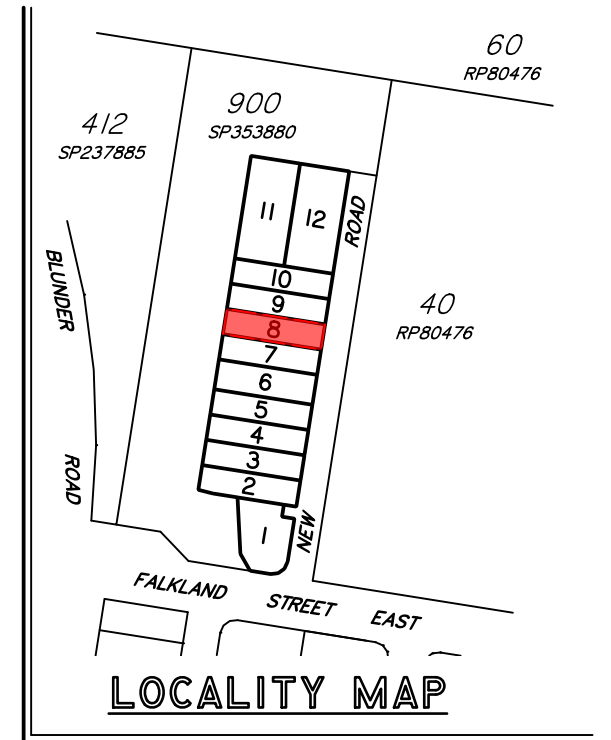 60
RP80476
900
SP353880
412
SP237885
11
12
ROAD
10
9
8
7
6
5
4
3
2
1
40
RP80476
BLUNDER
ROAD
NEW
FALKLAND STREET EAST
LOCALITY MAP